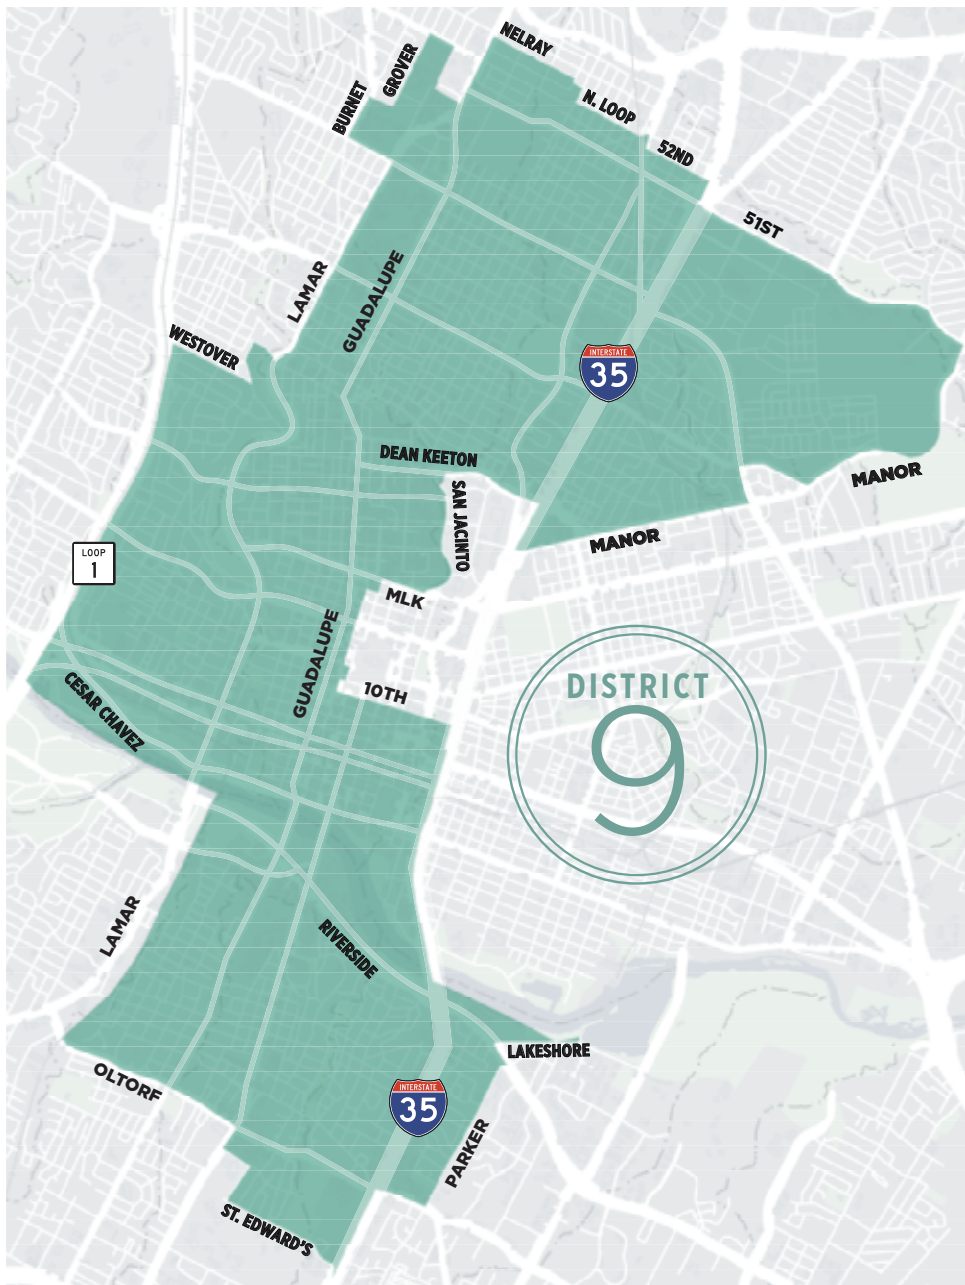 NELRAY
GROVER
BURNET
N. LOOP
52ND
51ST
LAMAR
GUADALUPE
WESTOVER
INTERSTATE
35
DEAN KEETON
MANOR
SAN JACINTO
MANOR
LOOP
1
MLK
GUADALUPE
10TH
CESAR CHAVEZ
DISTRICT
9
LAMAR
RIVERSIDE
LAKESHORE
OLTORF
INTERSTATE
35
PARKER
ST. EDWARD'S